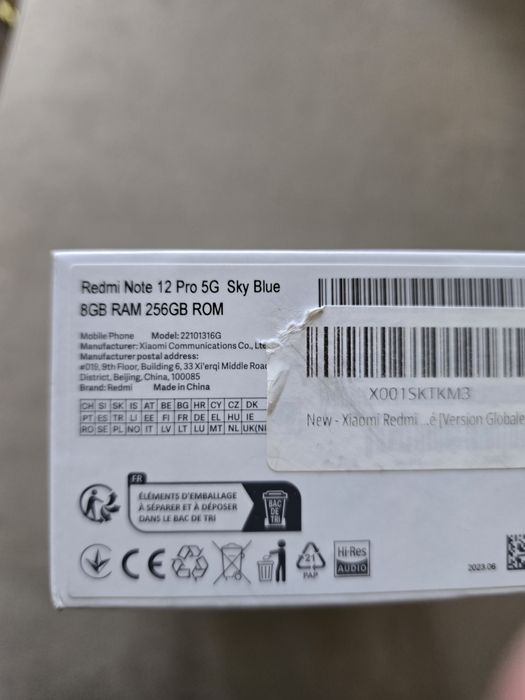 Redmi Note 12 Pro 5G Sky Blue
8GB RAM 256GB ROM
Mobile Phone Model: 22101316G
Manufacturer: Xiaomi Communications Co., Lt
Manufacturer postal address:
#019, 9th Floor, Building 6, 33 Xi'erqi Middle Road
District, Beijing, China, 100085
Brand: Redmi Made in China
CH SI SK IS AT BE BG HR CY CZ DK
PT ES TR LI EE FI FR DE EL HU IE
RO SE PL NO IT LV LT LU MT NL UK(NI
X001SKTKM3
New - Xiaomi Redmi ...é [Version Globale
FR
ÉLÉMENTS D'EMBALLAGE
À SÉPARER ET À DÉPOSER
DANS LE BAC DE TRI
BAC
DE
TRI
CE
21
PAP
Hi-Res
AUDIO
2023.06